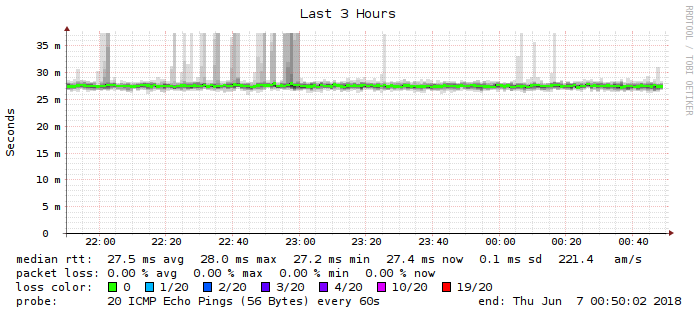 Last 3 Hours
RRDTOOL / TOBI OETIKER
Seconds
35 m
30 m
25 m
20 m
15 m
10 m
5 m
0
22:00 22:20 22:40 23:00 23:20 23:40 00:00 00:20 00:40
median rtt: 27.5 ms avg 28.0 ms max 27.2 ms min 27.4 ms now 0.1 ms sd 221.4 am/s
packet loss: 0.00 % avg 0.00 % max 0.00 % min 0.00 % now
loss color: 0 1/20 2/20 3/20 4/20 10/20 19/20
probe: 20 ICMP Echo Pings (56 Bytes) every 60s end: Thu Jun 7 00:50:02 2018